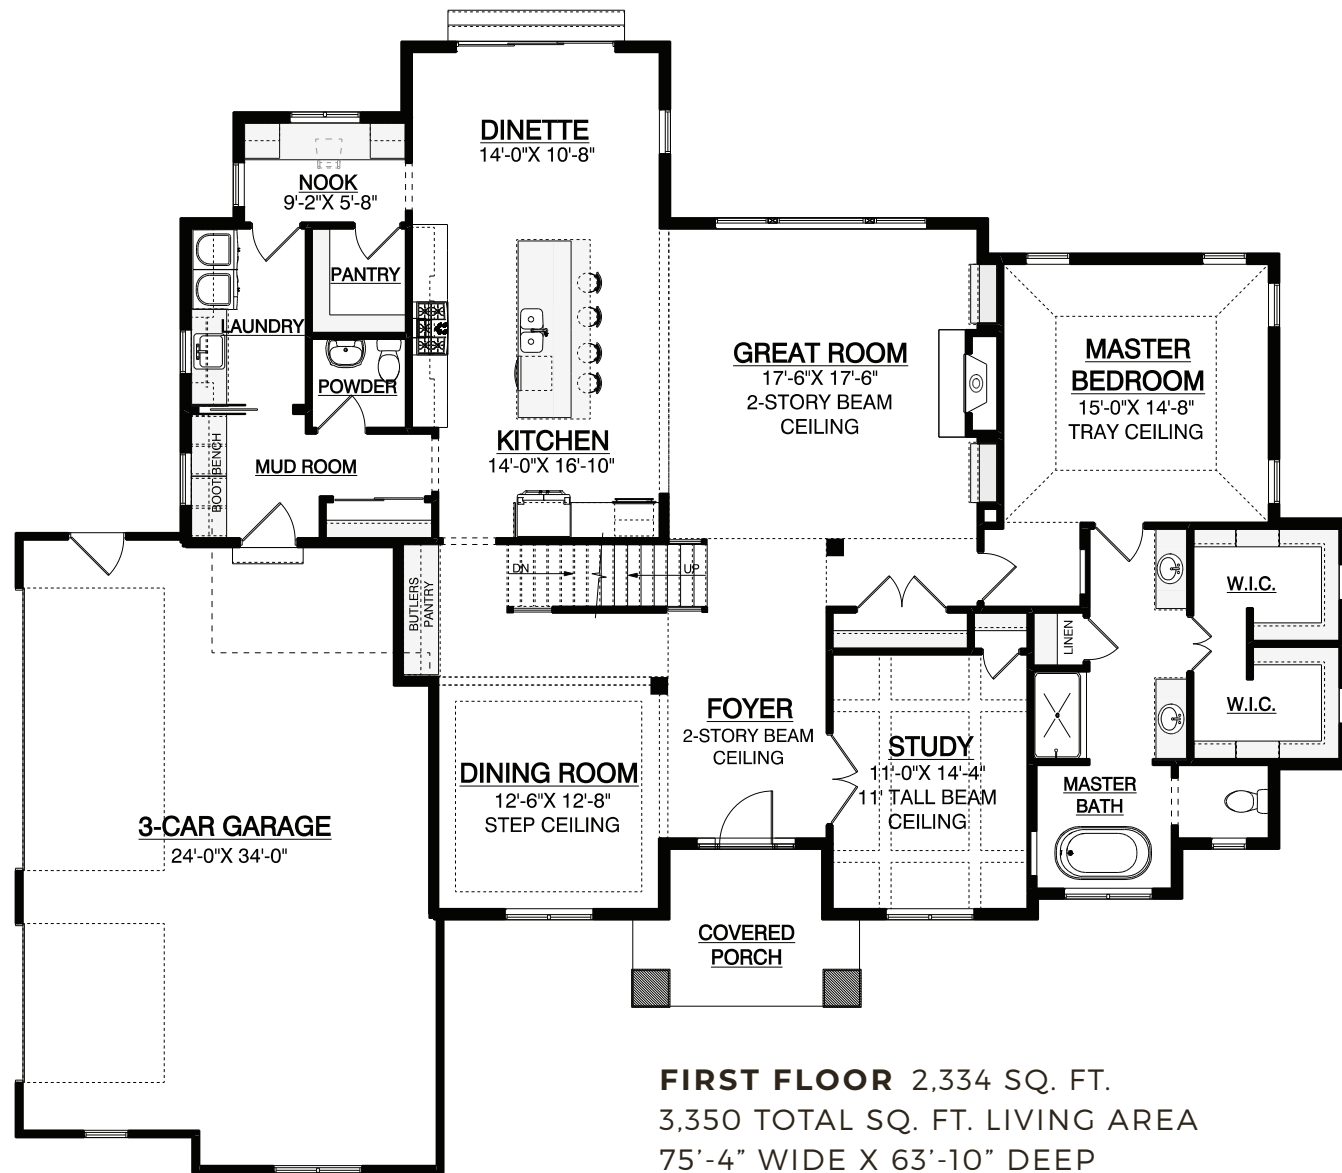 DINETTE
14'-0"X 10'-8"
NOOK
9'-2"X 5'-8"
PANTRY
LAUNDRY
POWDER
GREAT ROOM
17'-6"X 17'-6"
2-STORY BEAM
CEILING
MASTER
BEDROOM
15'-0"X 14'-8"
TRAY CEILING
KITCHEN
14'-0"X 16'-10"
BOOT BENCH
MUD ROOM
DN
UP
BUTLERS
PANTRY
LINEN
W.I.C.
W.I.C.
FOYER
2-STORY BEAM
CEILING
STUDY
11'-0"X 14'-4"
11' TALL BEAM
CEILING
DINING ROOM
12'-6"X 12'-8"
STEP CEILING
MASTER
BATH
3-CAR GARAGE
24'-0"X 34'-0"
COVERED
PORCH
FIRST FLOOR 2,334 SQ. FT.
3,350 TOTAL SQ. FT. LIVING AREA
75'-4" WIDE X 63'-10" DEEP